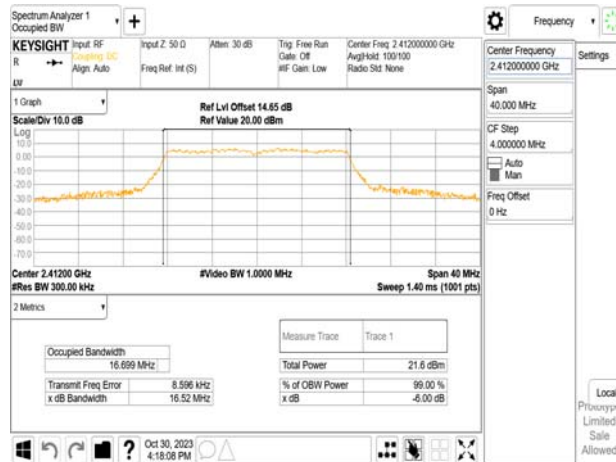 Spectrum Analyzer 1
Occupied BW
KEYSIGHT
R
Input: RF
Coupling: DC
Align: Auto
Input Z: 50 Ω
Freq Ref: Int (S)
Atten: 30 dB
Trig: Free Run
Gate: Off
#IF Gain: Low
Center Freq: 2.412000000 GHz
Avg|Hold: 100/100
Radio Std: None
1 Graph
Scale/Div 10.0 dB
Ref Lvl Offset 14.65 dB
Ref Value 20.00 dBm
Log
10.0
0.00
-10.0
-20.0
-30.0
-40.0
-50.0
-60.0
-70.0
Center 2.41200 GHz
#Res BW 300.00 kHz
#Video BW 1.0000 MHz
Span 40 MHz
Sweep 1.40 ms (1001 pts)
2 Metrics
Occupied Bandwidth
16.699 MHz
Transmit Freq Error 8.596 kHz
x dB Bandwidth 16.52 MHz
Measure Trace Trace 1
Total Power 21.6 dBm
% of OBW Power 99.00 %
x dB -6.00 dB
Oct 30, 2023
4:18:08 PM
Frequency
Center Frequency
2.412000000 GHz
Span
40.000 MHz
CF Step
4.000000 MHz
Auto
Man
Freq Offset
0 Hz
Settings
Local
Limited
Sale
Allowed